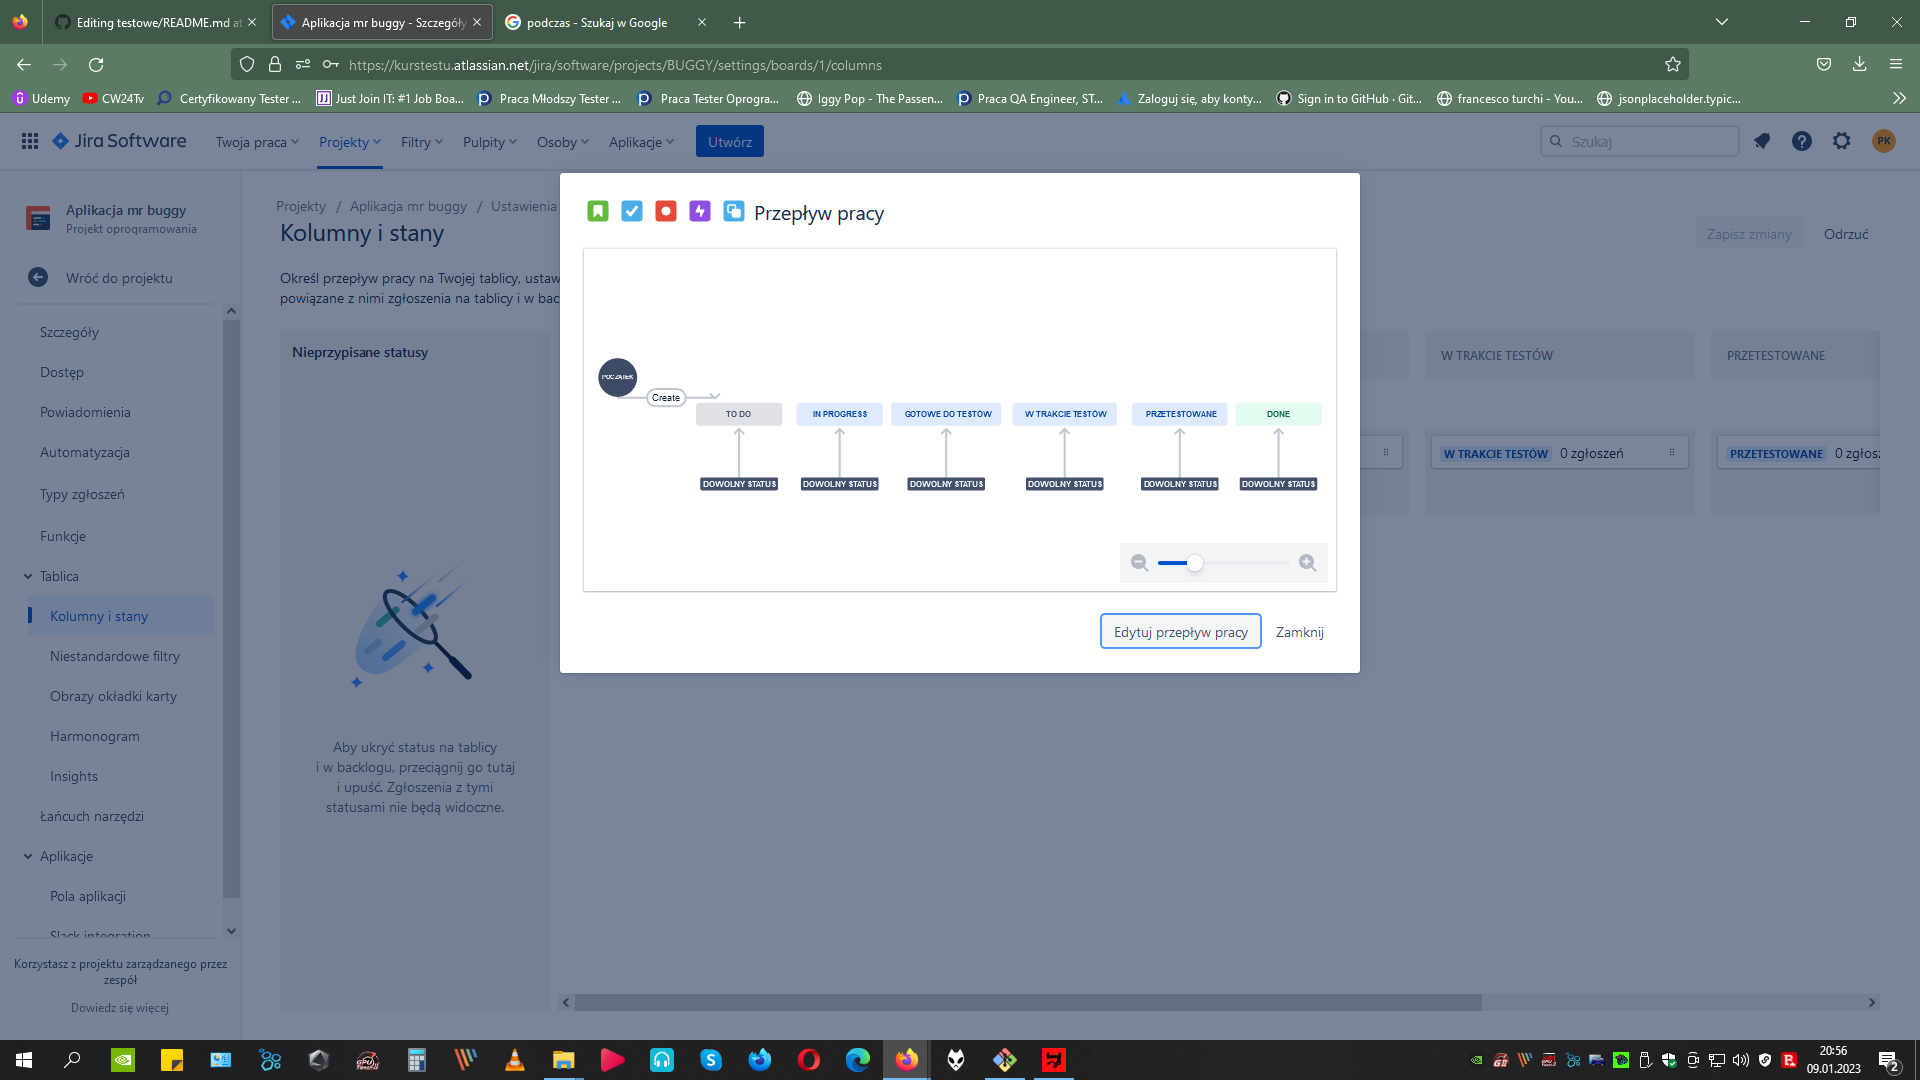 Editing testowe/README.md at
Aplikacja mr buggy - Szczegóły
podczas - Szukaj w Google
https://kurstestu.atlassian.net/jira/software/projects/BUGGY/settings/boards/1/columns
Udemy
CW24Tv
Certyfikowany Tester ...
Just Join IT: #1 Job Boa...
Praca Młodszy Tester ...
Praca Tester Oprogra...
Iggy Pop - The Passen...
Praca QA Engineer, ST...
Zaloguj się, aby konty...
Sign in to GitHub · Git...
francesco turchi - You...
jsonplaceholder.typic...
Jira Software
Twoja praca
Projekty
Filtry
Pulpity
Osoby
Aplikacje
Utwórz
Szukaj
PK
Aplikacja mr buggy
Projekt oprogramowania
Wróć do projektu
Szczegóły
Dostęp
Powiadomienia
Automatyzacja
Typy zgłoszeń
Funkcje
Tablica
Kolumny i stany
Niestandardowe filtry
Obrazy okładki karty
Harmonogram
Insights
Łańcuch narzędzi
Aplikacje
Pola aplikacji
Slack integration
Korzystasz z projektu zarządzanego przez
zespół
Dowiedz się więcej
Projekty / Aplikacja mr buggy / Ustawienia
Kolumny i stany
Zapisz zmiany
Odrzuć
Określ przepływ pracy na Twojej tablicy, ustaw
powiązane z nimi zgłoszenia na tablicy i w bac
Nieprzypisane statusy
Aby ukryć status na tablicy
i w backlogu, przeciągnij go tutaj
i upuść. Zgłoszenia z tymi
statusami nie będą widoczne.
W TRAKCIE TESTÓW
PRZETESTOWANE
W TRAKCIE TESTÓW 0 zgłoszeń
PRZETESTOWANE 0 zgłosz
Przepływ pracy
POCZĄTEK
Create
TO DO
IN PROGRESS
GOTOWE DO TESTÓW
W TRAKCIE TESTÓW
PRZETESTOWANE
DONE
DOWOLNY STATUS
DOWOLNY STATUS
DOWOLNY STATUS
DOWOLNY STATUS
DOWOLNY STATUS
DOWOLNY STATUS
Edytuj przepływ pracy
Zamknij
20:56
09.01.2023
2